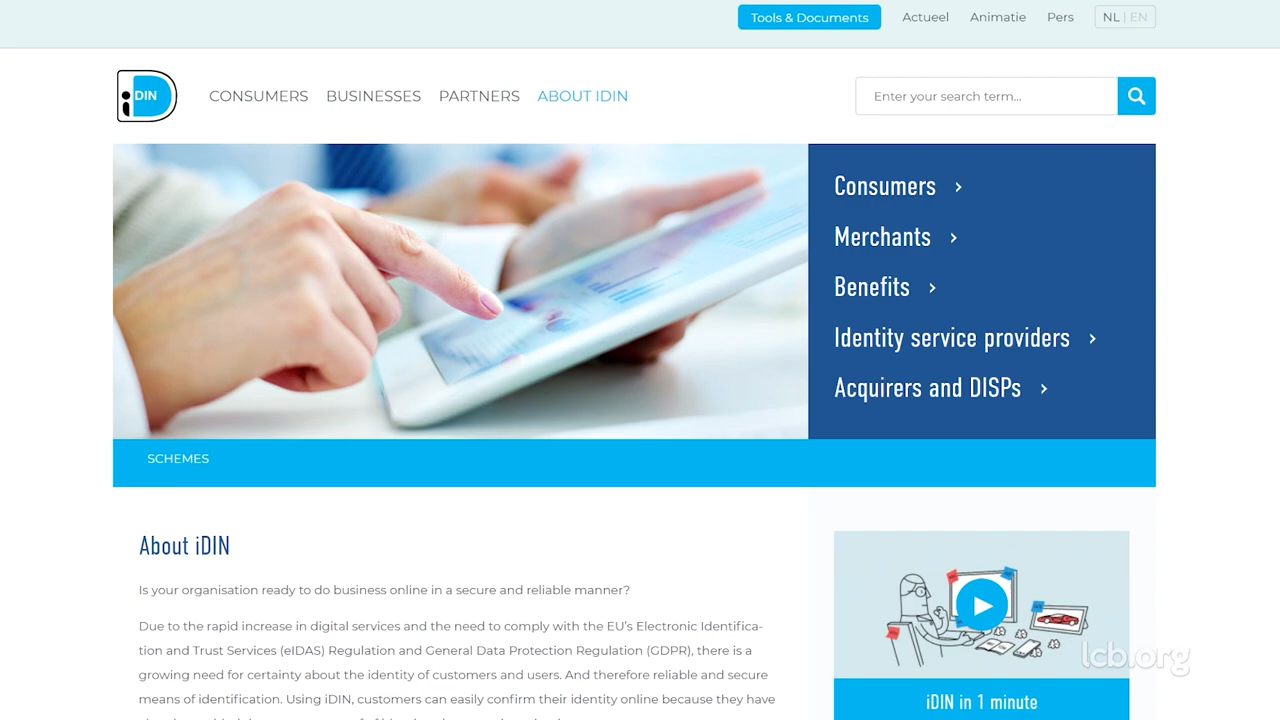 Tools & Documents Actueel Animatie Pers NL | EN
iDIN CONSUMERS BUSINESSES PARTNERS ABOUT IDIN Enter your search term...
Consumers ›
Merchants ›
Benefits ›
Identity service providers ›
Acquirers and DISPs ›
SCHEMES
About iDIN
Is your organisation ready to do business online in a secure and reliable manner?
Due to the rapid increase in digital services and the need to comply with the EU's Electronic Identifica-
tion and Trust Services (eIDAS) Regulation and General Data Protection Regulation (GDPR), there is a
growing need for certainty about the identity of customers and users. And therefore reliable and secure
means of identification. Using iDIN, customers can easily confirm their identity online because they have
lcb.org
iDIN in 1 minute